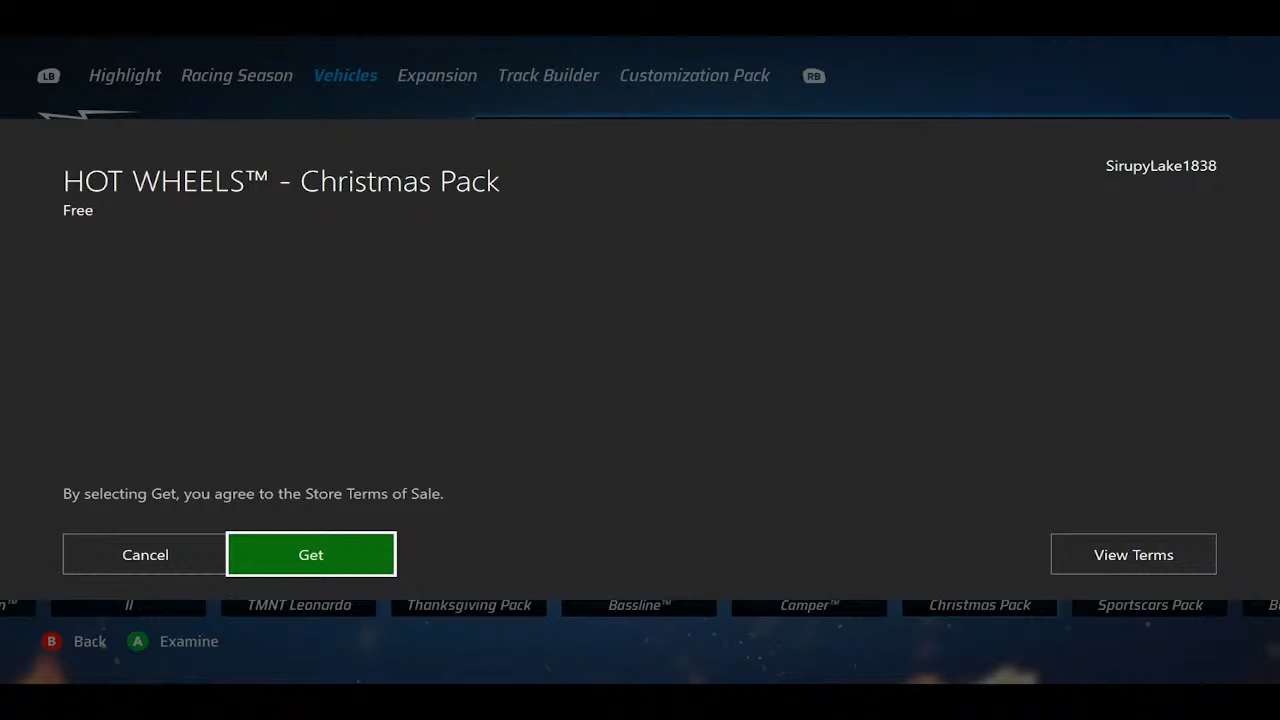 LB Highlight Racing Season Vehicles Expansion Track Builder Customization Pack RB
SirupyLake1838
HOT WHEELS™ - Christmas Pack
Free
By selecting Get, you agree to the Store Terms of Sale.
Cancel Get View Terms
II TMNT Leonardo Thanksgiving Pack Bassline™ Camper™ Christmas Pack Sportscars Pack
B Back A Examine